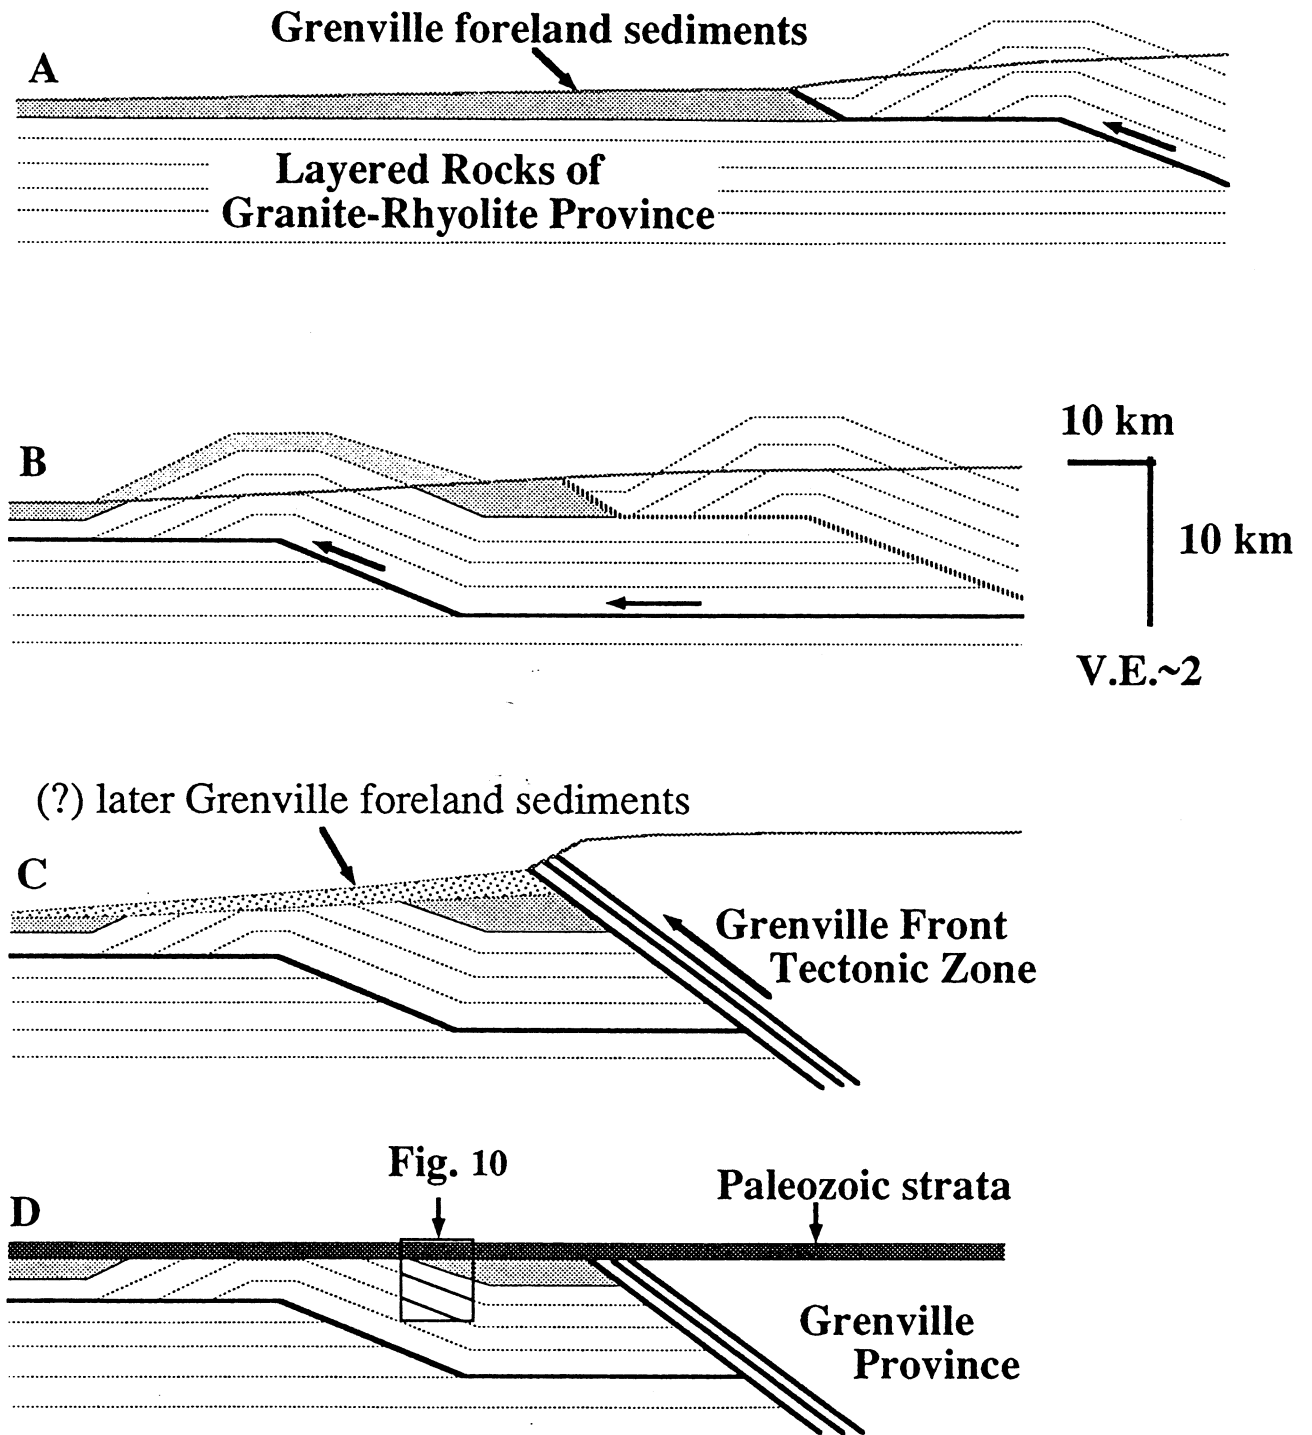 Grenville foreland sediments
A
Layered Rocks of
Granite-Rhyolite Province
B
10 km
10 km
V.E.~2
(?) later Grenville foreland sediments
C
Grenville Front
Tectonic Zone
Fig. 10
Paleozoic strata
D
Grenville
Province